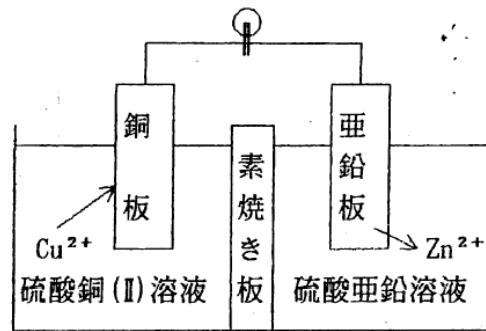 銅板
亜鉛板
素焼き板
Cu²⁺
Zn²⁺
硫酸銅(Ⅱ)溶液
硫酸亜鉛溶液